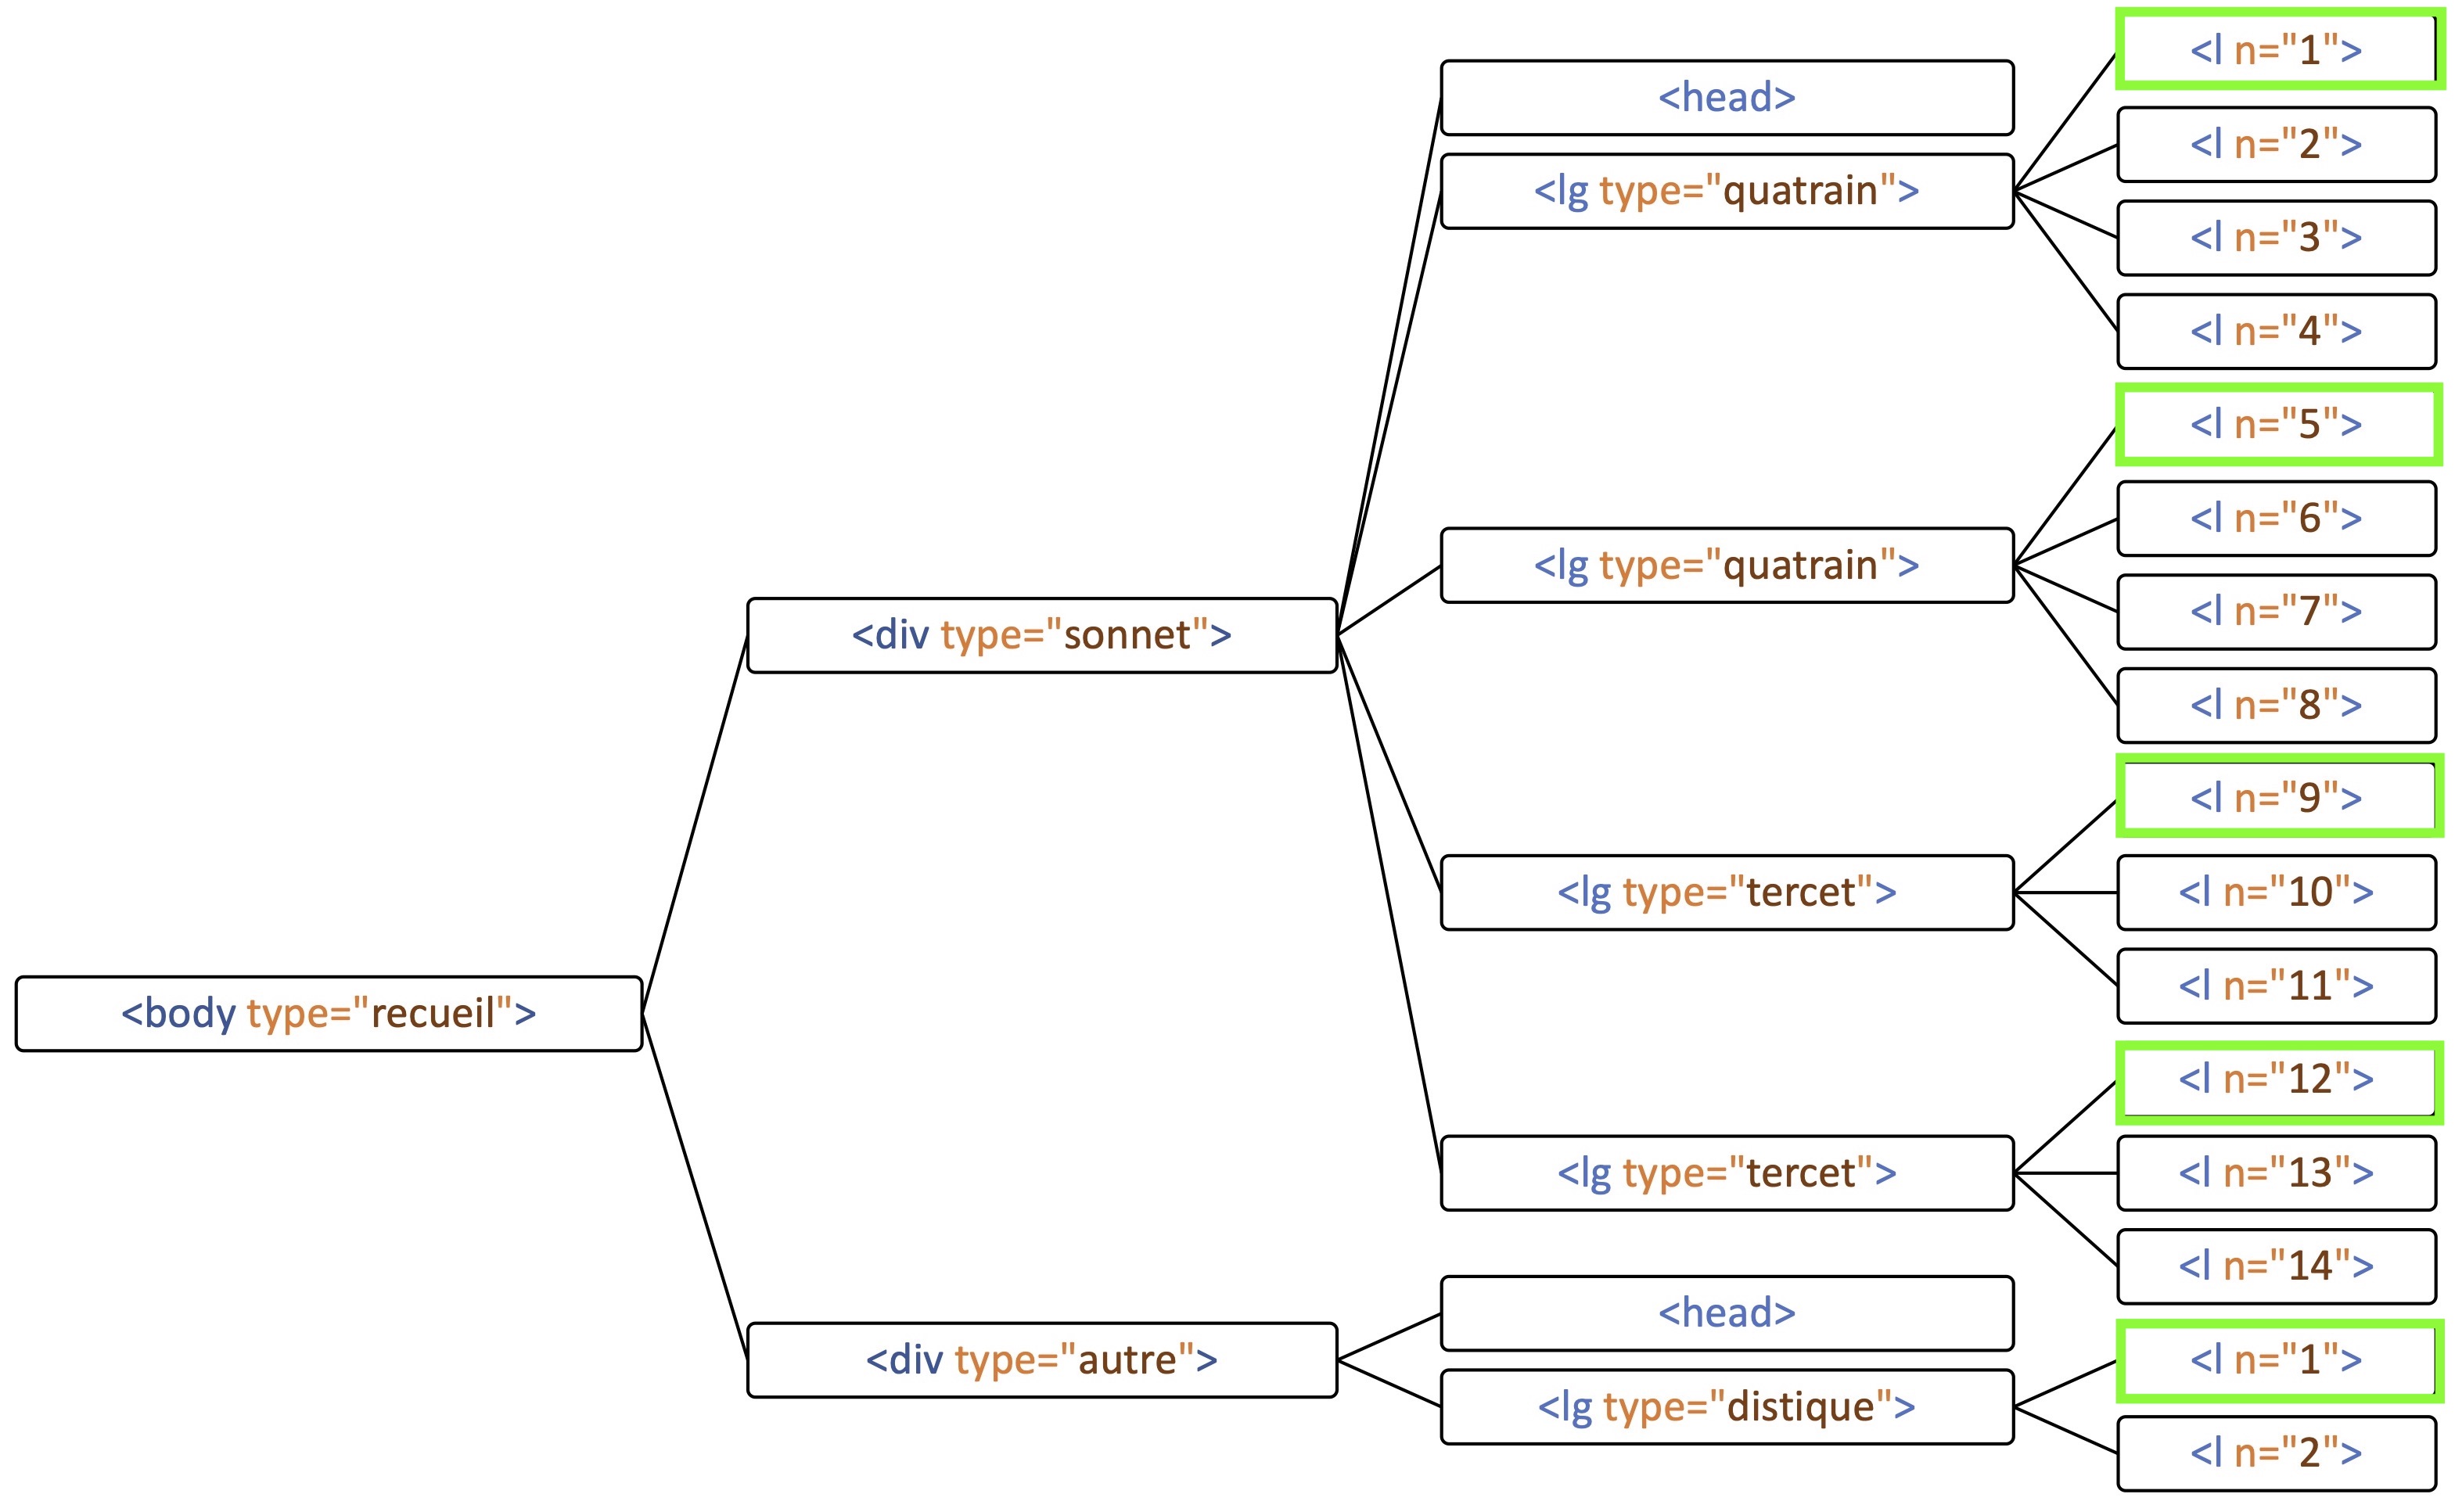 <body type="recueil">
<div type="sonnet">
<head>
<lg type="quatrain">
<l n="1">
<l n="2">
<l n="3">
<l n="4">
<lg type="quatrain">
<l n="5">
<l n="6">
<l n="7">
<l n="8">
<lg type="tercet">
<l n="9">
<l n="10">
<l n="11">
<lg type="tercet">
<l n="12">
<l n="13">
<l n="14">
<div type="autre">
<head>
<lg type="distique">
<l n="1">
<l n="2">